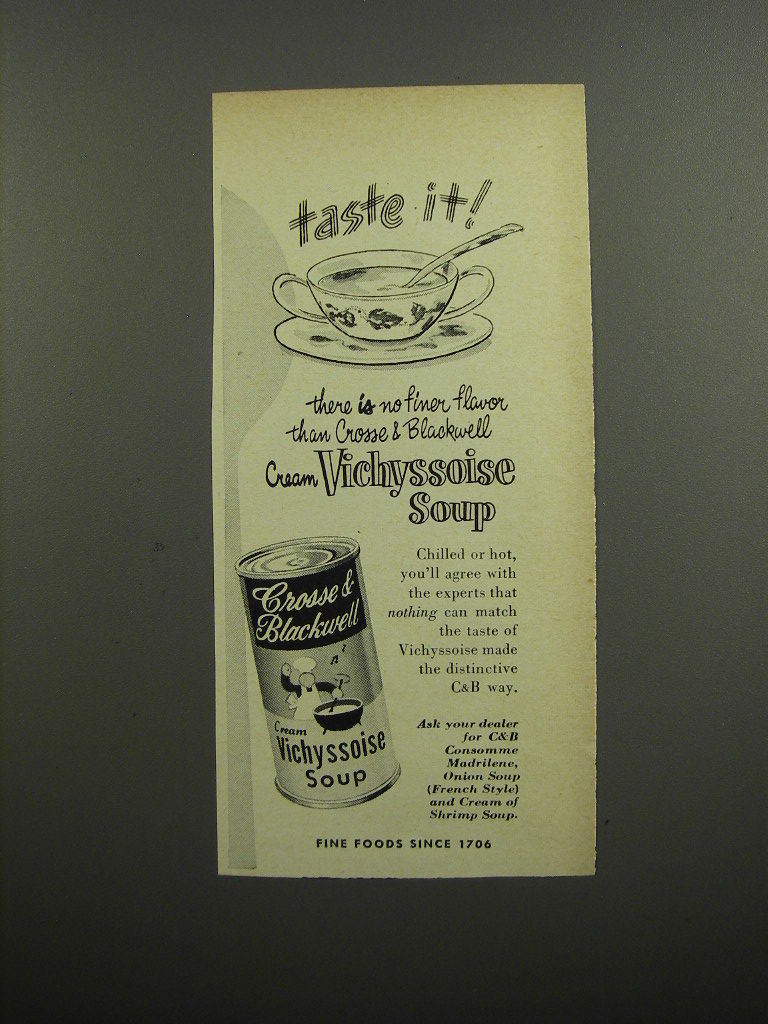 taste it!
there is no finer flavor
than Crosse & Blackwell
Cream Vichyssoise
Soup
Crosse &
Blackwell
Cream
Vichyssoise
Soup
Chilled or hot,
you'll agree with
the experts that
nothing can match
the taste of
Vichyssoise made
the distinctive
C&B way.
Ask your dealer
for C&B
Consomme
Madrilene,
Onion Soup
(French Style)
and Cream of
Shrimp Soup.
FINE FOODS SINCE 1706